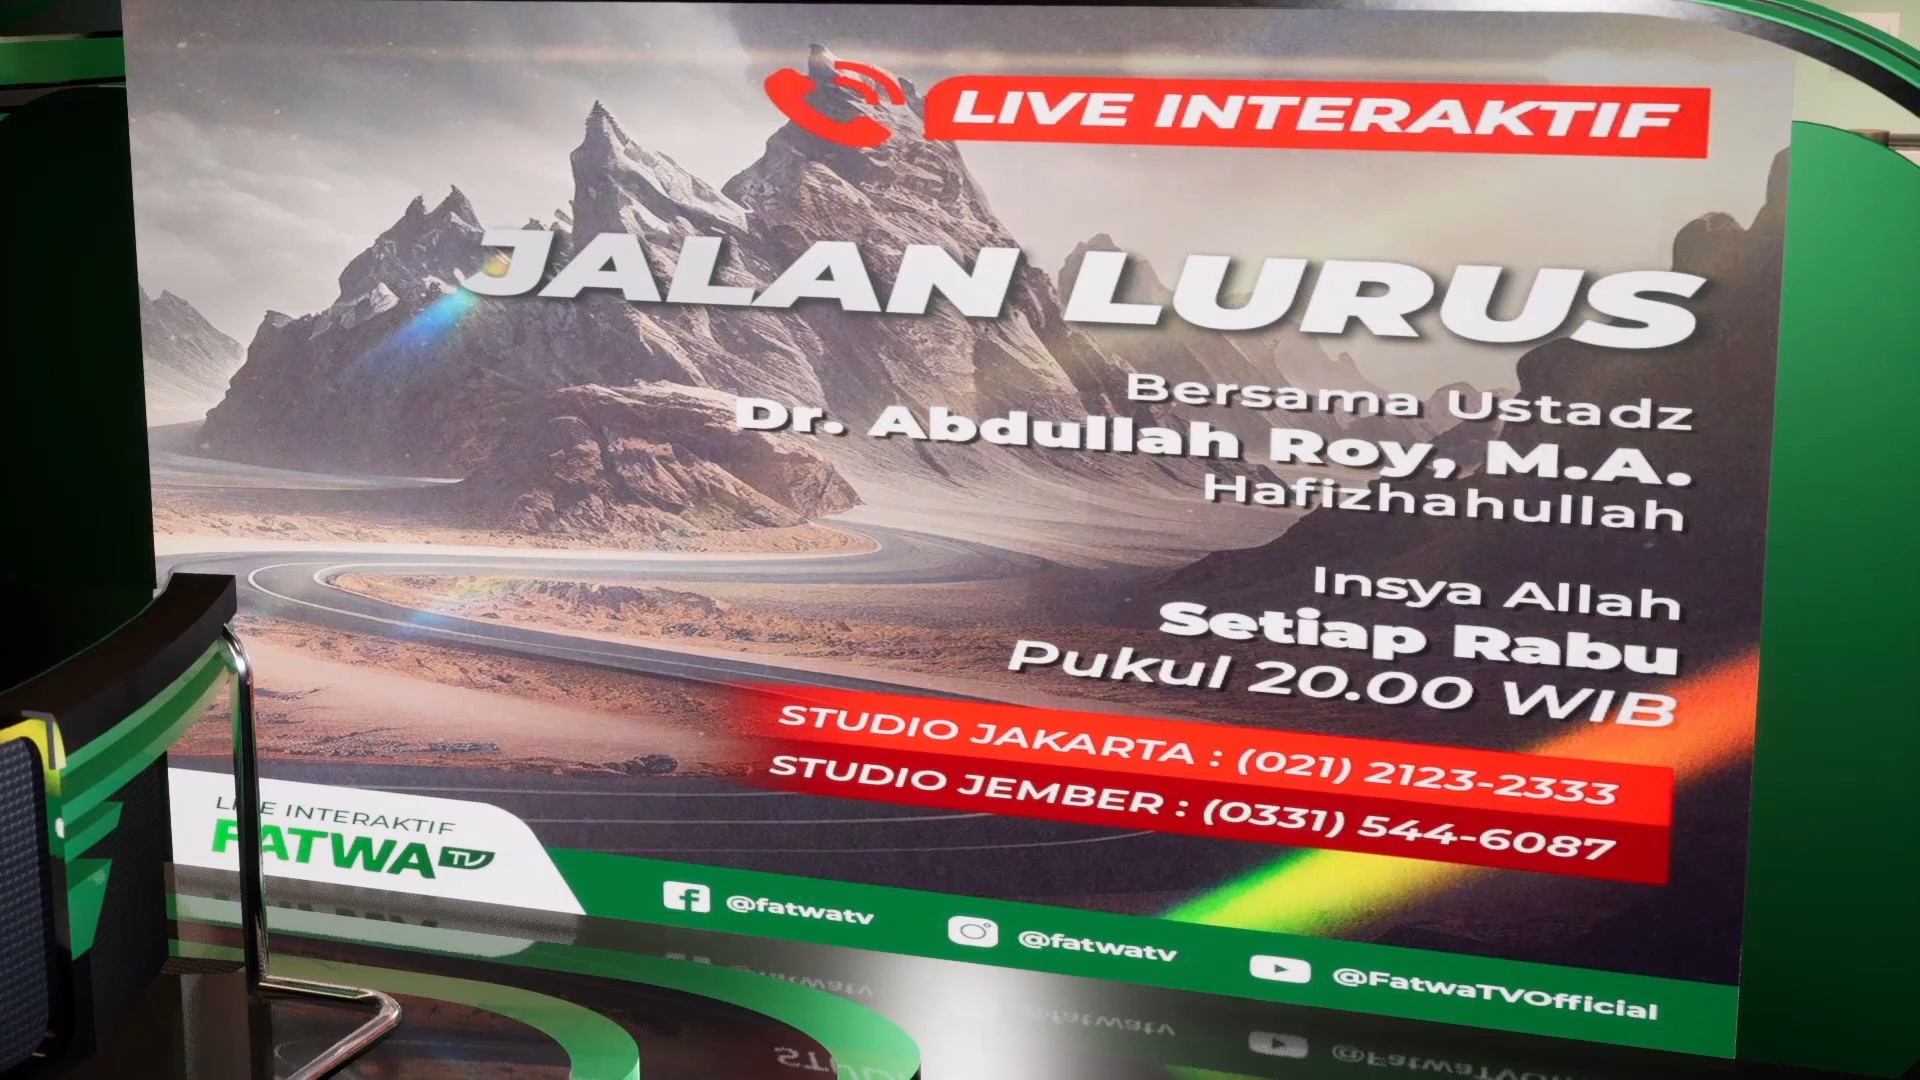 LIVE INTERAKTIF
JALAN LURUS
Bersama Ustadz
Dr. Abdullah Roy, M.A.
Hafizhahullah
Insya Allah
Setiap Rabu
Pukul 20.00 WIB
STUDIO JAKARTA : (021) 2123-2333
STUDIO JEMBER : (0331) 544-6087
LIVE INTERAKTIF
FATWA TV
@fatwatv
@fatwatv
@FatwaTVOfficial